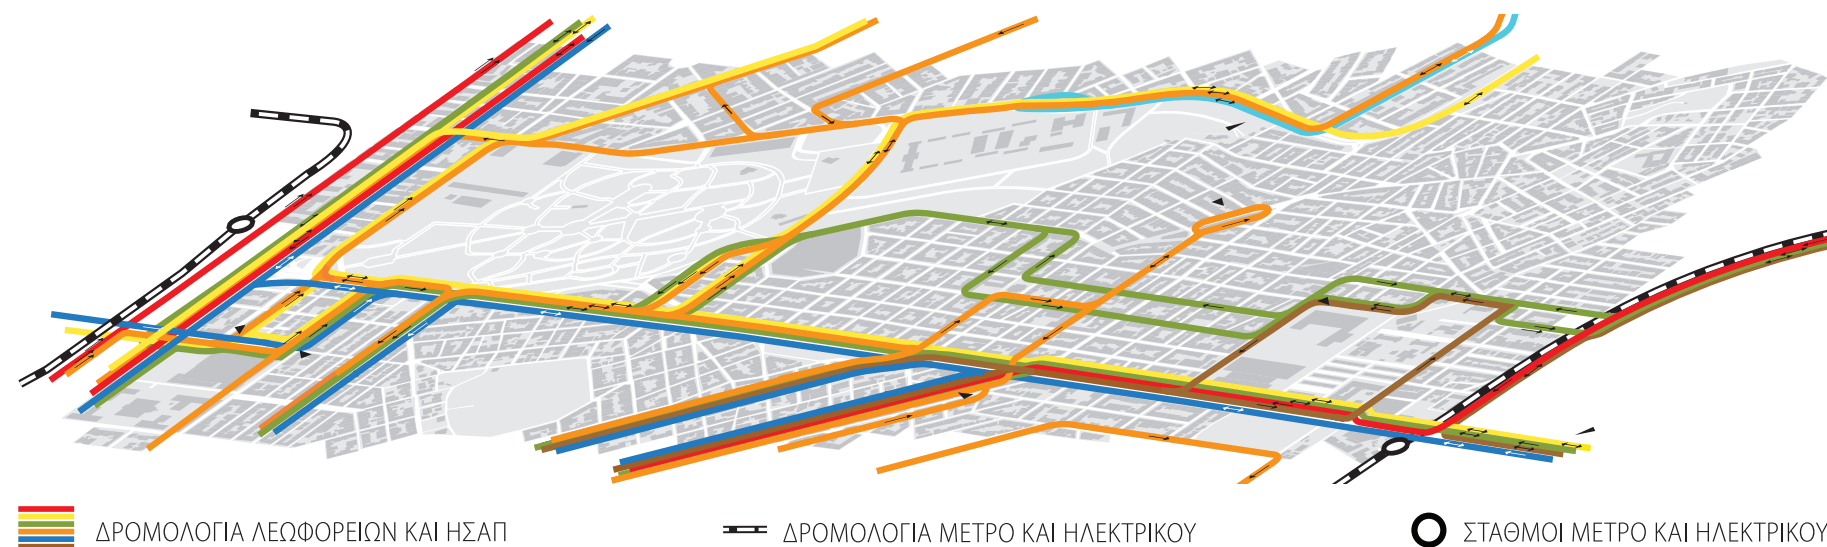 ΔΡΟΜΟΛΟΓΙΑ ΛΕΩΦΟΡΕΙΩΝ ΚΑΙ ΗΣΑΠ
ΔΡΟΜΟΛΟΓΙΑ ΜΕΤΡΟ ΚΑΙ ΗΛΕΚΤΡΙΚΟΥ
ΣΤΑΘΜΟΙ ΜΕΤΡΟ ΚΑΙ ΗΛΕΚΤΡΙΚΟΥ